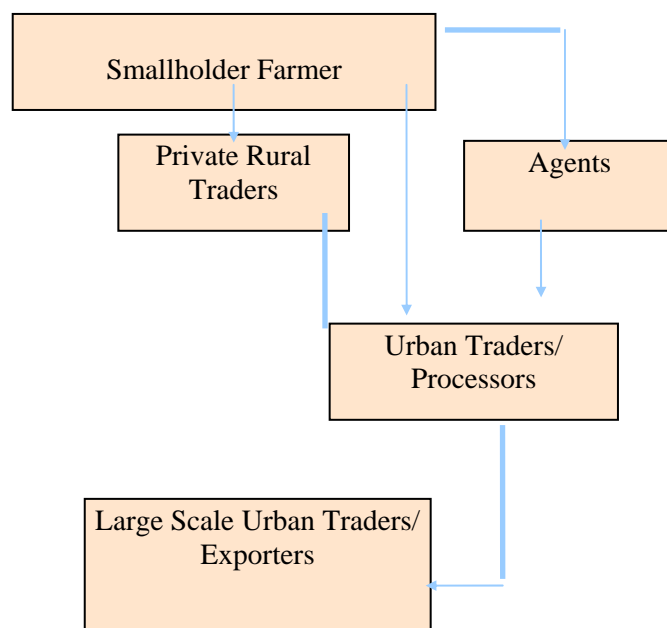 Smallholder Farmer
Private Rural
Traders
Agents
Urban Traders/
Processors
Large Scale Urban Traders/
Exporters